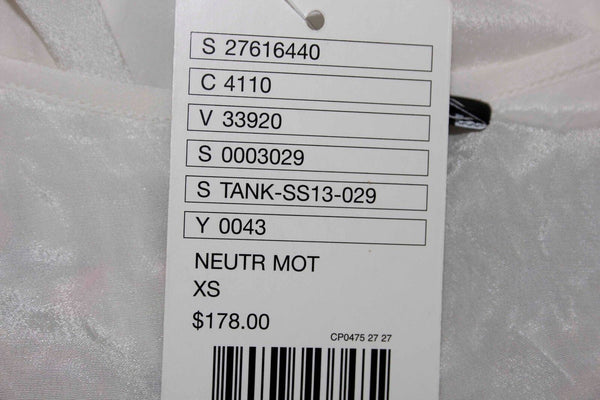 S 27616440
C 4110
V 33920
S 0003029
S TANK-SS13-029
Y 0043
NEUTR MOT
XS
$178.00
CP0475 27 27